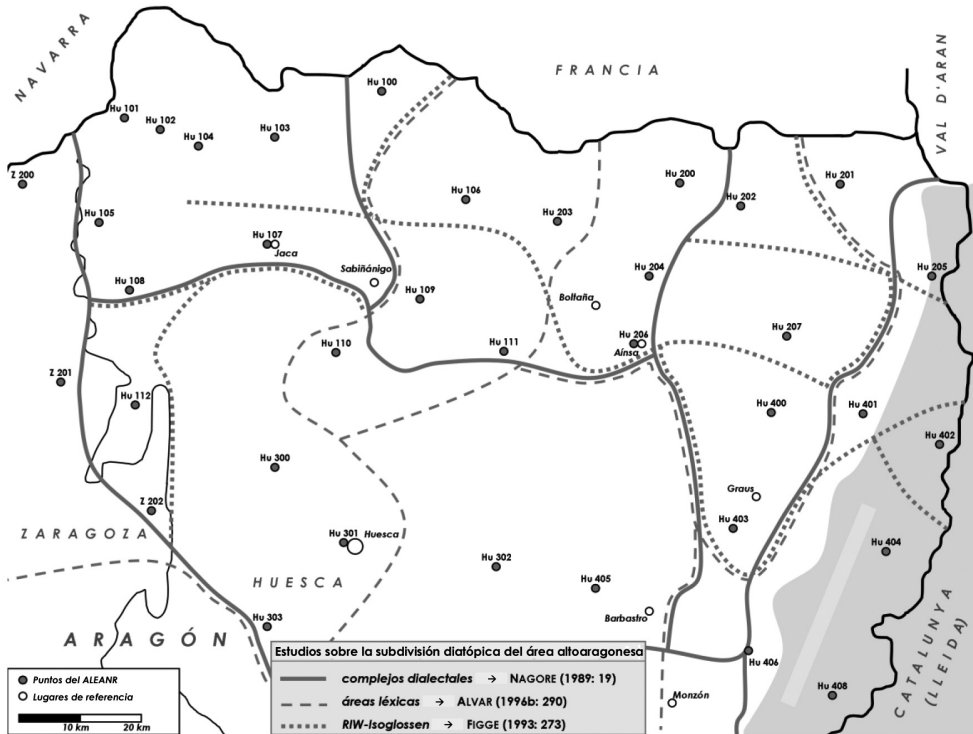 NAVARRA
FRANCIA
VAL D'ARAN
Hu 100
Hu 101
Hu 102
Hu 104
Hu 103
Z 200
Hu 106
Hu 200
Hu 202
Hu 201
Hu 105
Hu 203
Hu 107
Jaca
Sabiñánigo
Hu 108
Hu 109
Hu 204
Hu 205
Boltaña
Hu 110
Hu 111
Hu 206
Aínsa
Hu 207
Z 201
Hu 112
Hu 400
Hu 401
Hu 402
Hu 300
Graus
Z 202
Hu 403
ZARAGOZA
Hu 301
Huesca
Hu 404
HUESCA
Hu 302
Hu 405
Barbastro
Hu 303
ARAGÓN
Hu 406
Monzón
Hu 408
CATALUNYA
(LLEIDA)
Puntos del ALEANR
Lugares de referencia
10 km 20 km
Estudios sobre la subdivisión diatópica del área altoaragonesa
complejos dialectales → NAGORE (1989: 19)
áreas léxicas → ALVAR (1996b: 290)
RIW-Isoglossen → FIGGE (1993: 273)